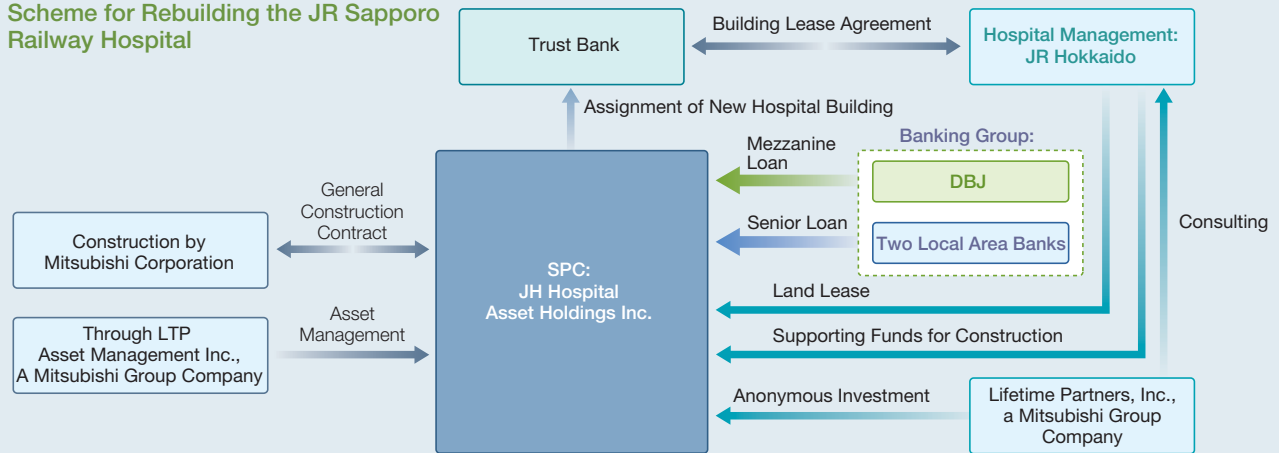 Scheme for Rebuilding the JR Sapporo
Railway Hospital
Trust Bank
Building Lease Agreement
Hospital Management:
JR Hokkaido
Assignment of New Hospital Building
Mezzanine
Loan
Banking Group:
DBJ
General
Construction
Contract
Construction by
Mitsubishi Corporation
Senior Loan
Two Local Area Banks
Consulting
SPC:
JH Hospital
Asset Holdings Inc.
Land Lease
Asset
Management
Through LTP
Asset Management Inc.,
A Mitsubishi Group Company
Supporting Funds for Construction
Anonymous Investment
Lifetime Partners, Inc.,
a Mitsubishi Group
Company